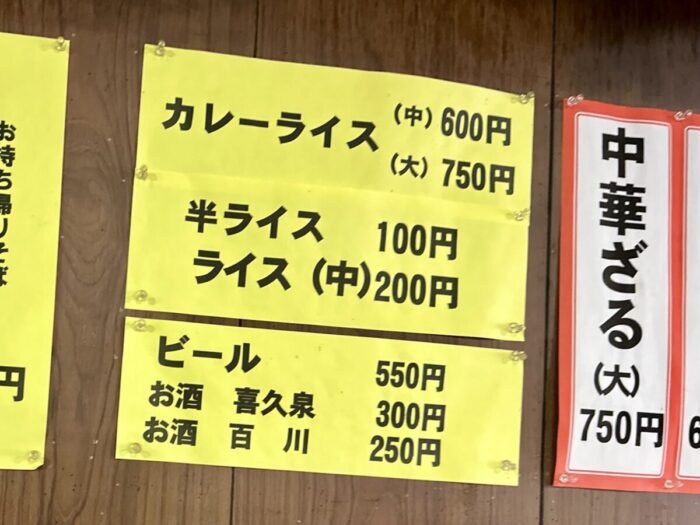 お持ち帰りそば
円
カレーライス (中) 600円
(大) 750円
半ライス 100円
ライス (中) 200円
ビール 550円
お酒 喜久泉 300円
お酒 百川 250円
中華ざる
(大)
750円
6